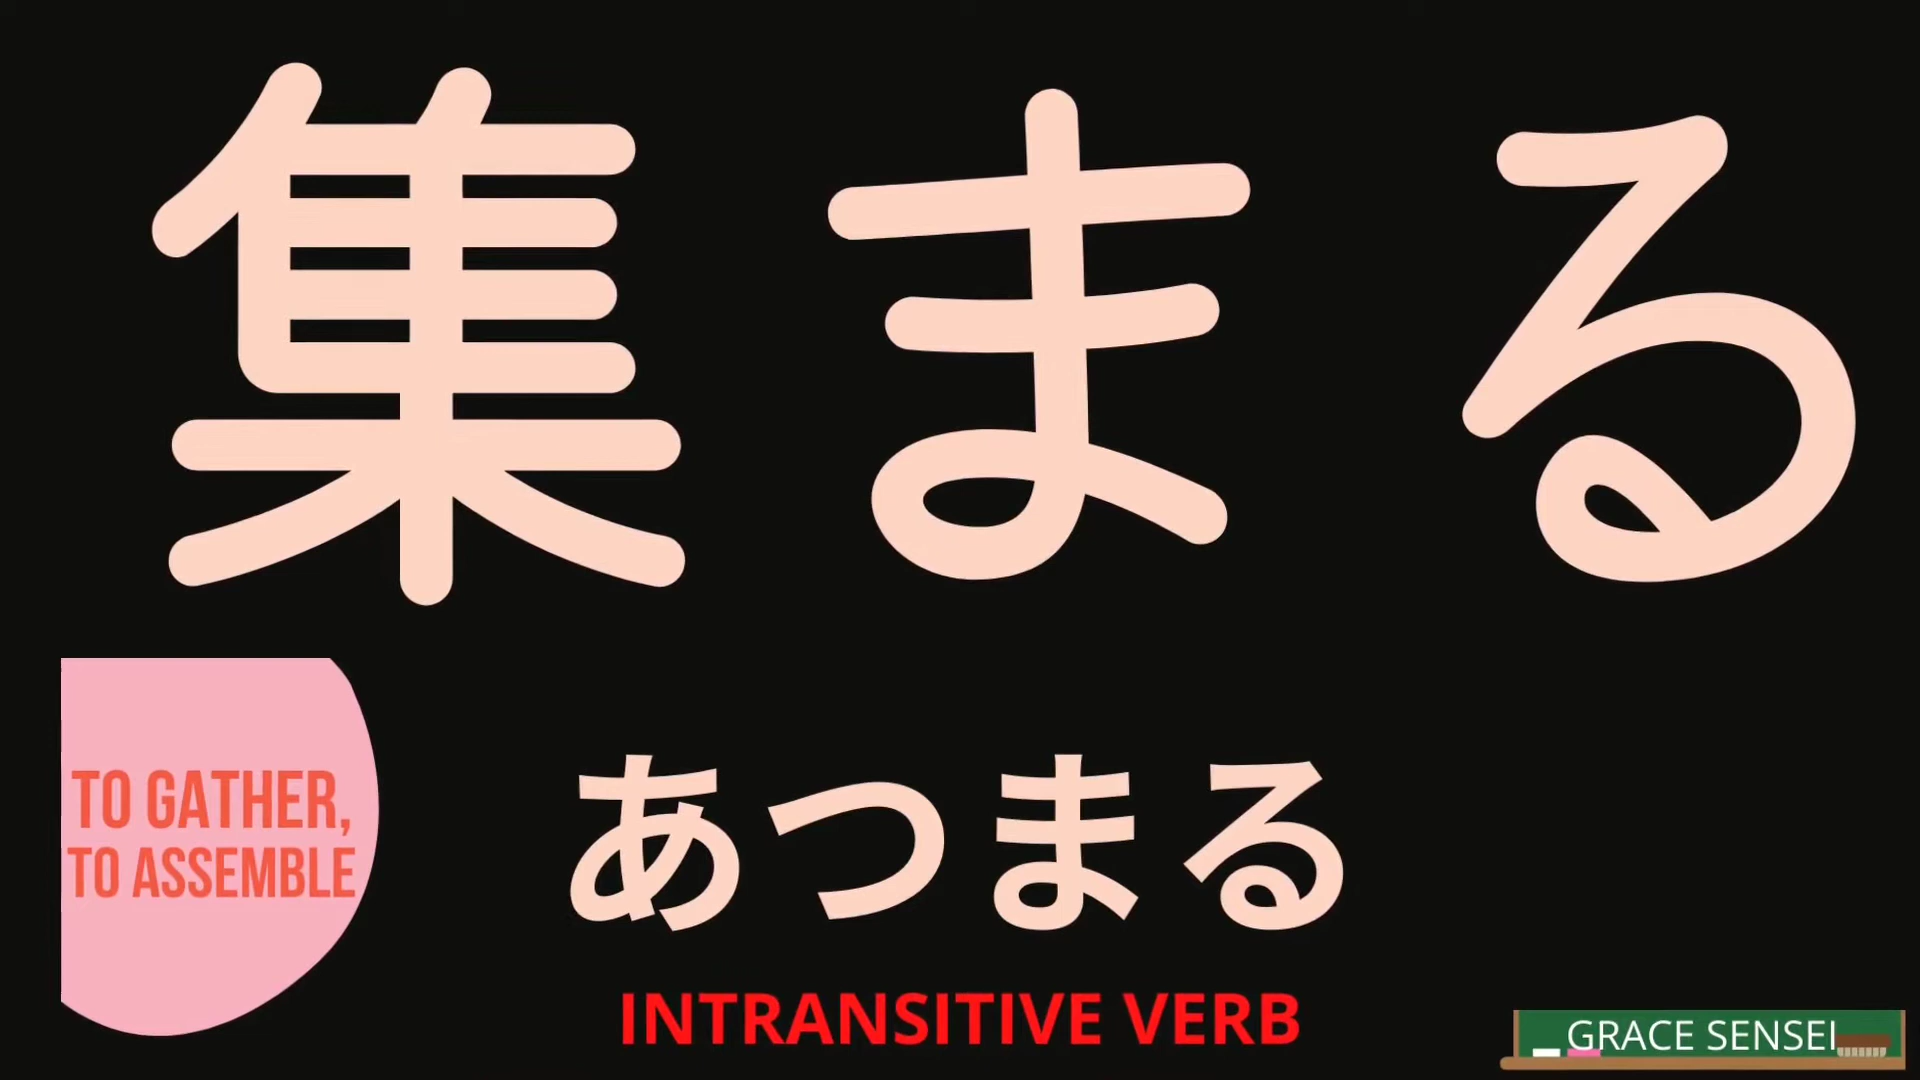 集まる
TO GATHER,
TO ASSEMBLE
あつまる
INTRANSITIVE VERB
GRACE SENSEI